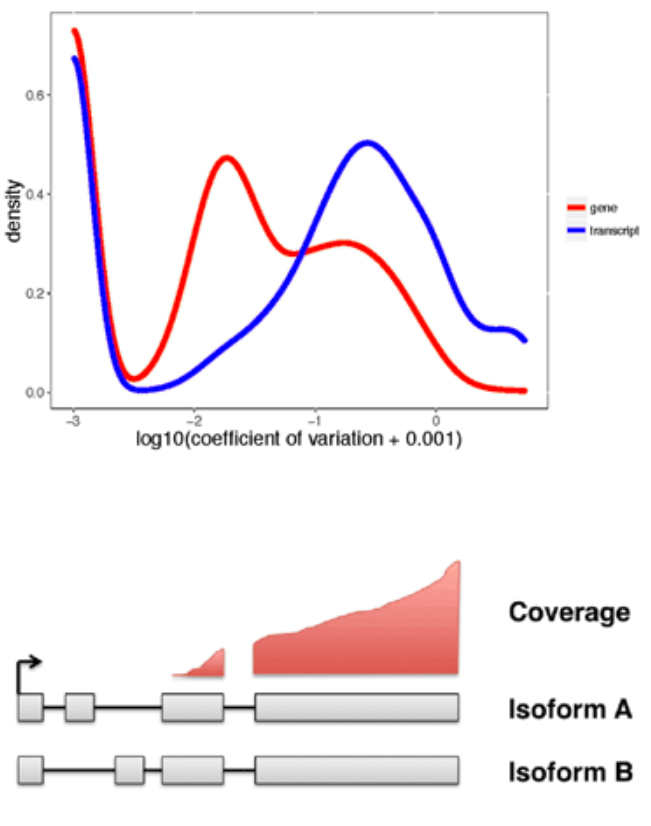 density
0.6
0.4
0.2
0.0
−3
−2
−1
0
log10(coefficient of variation + 0.001)
gene
transcript
Coverage
Isoform A
Isoform B